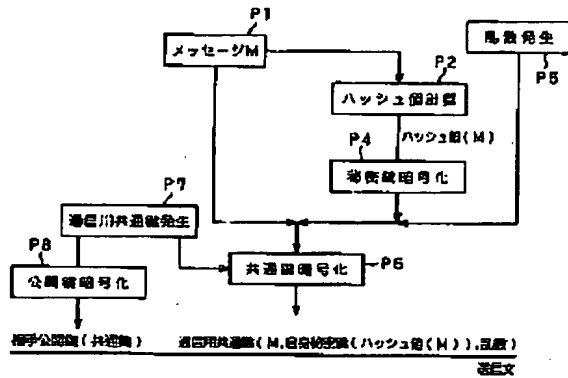 P1
メッセージM
乱数発生
P5
P2
ハッシュ値計算
ハッシュ値(M)
P4
秘密鍵暗号化
P7
通信用共通鍵発生
P8
公開鍵暗号化
共通鍵暗号化
P6
相手公開鍵(共通鍵)
通信用共通鍵(M,自身秘密鍵(ハッシュ値(M)),乱数)
送信文